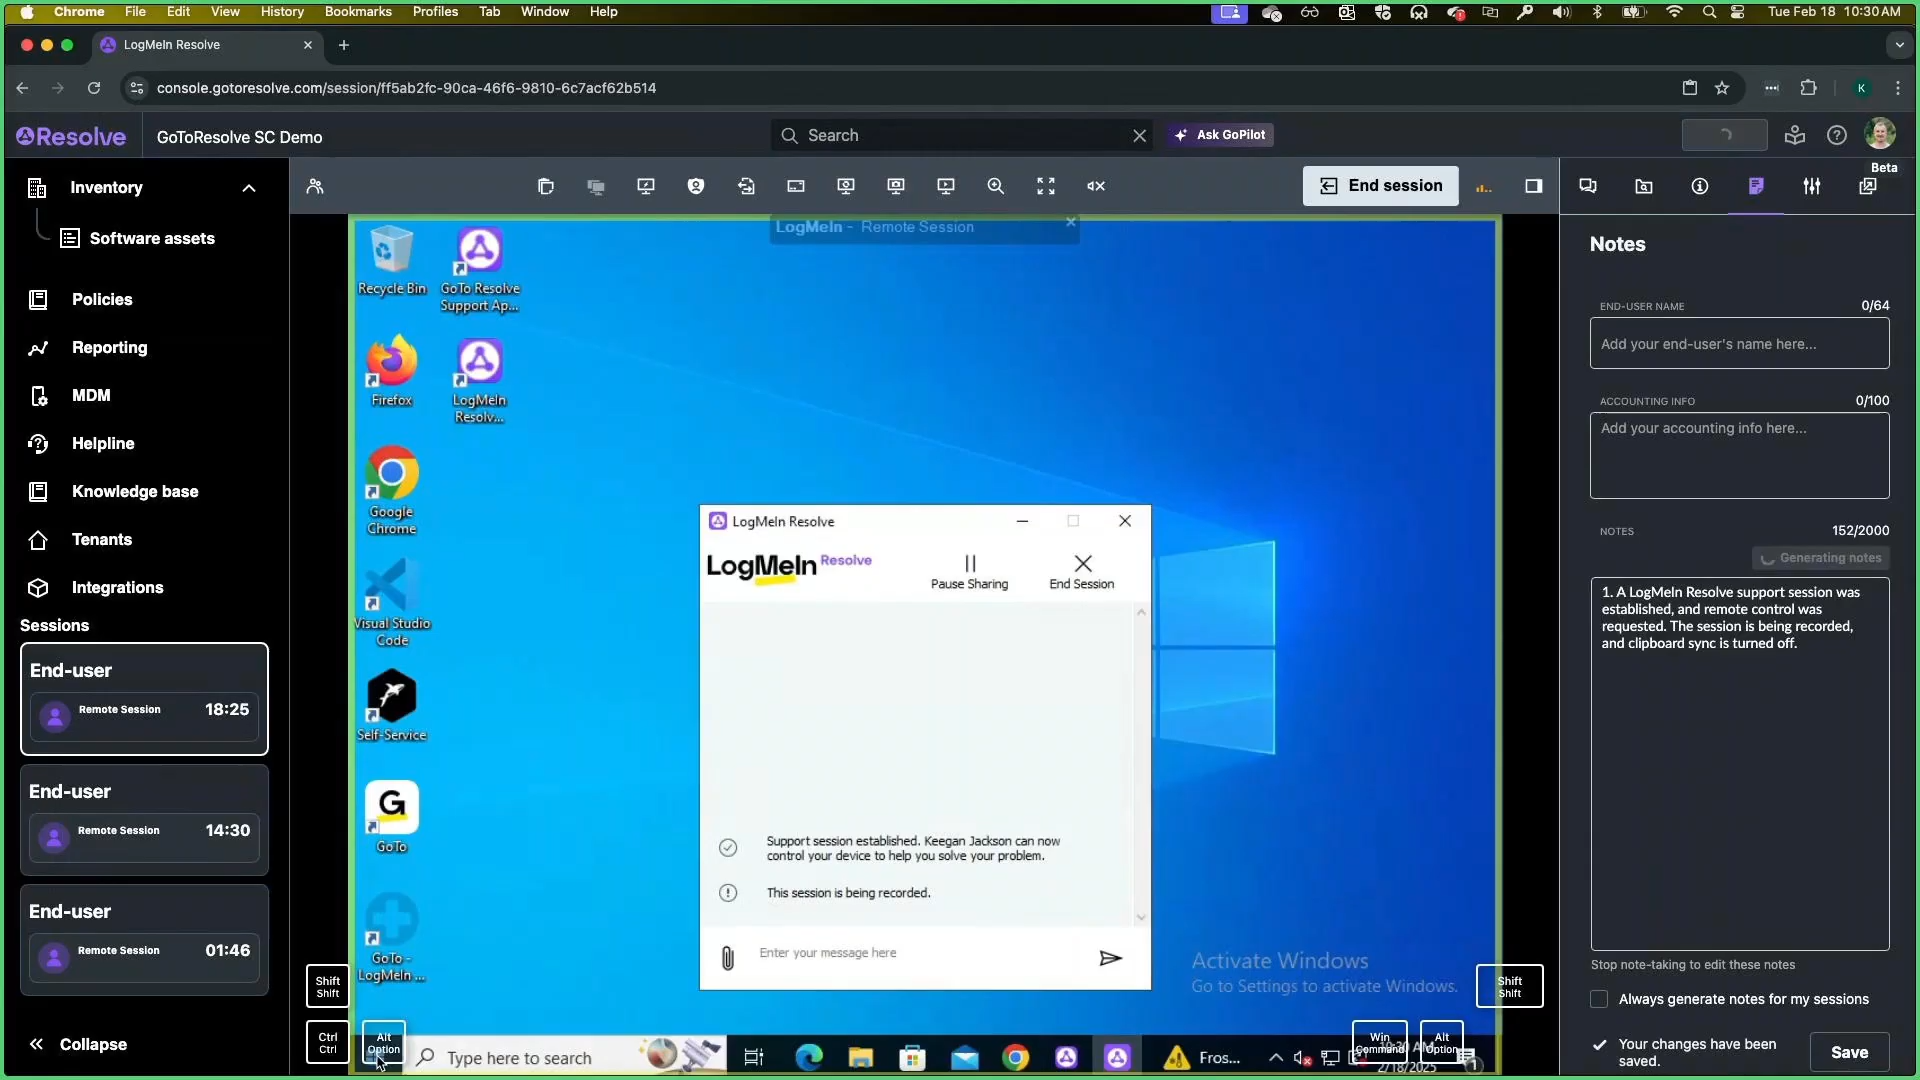 Chrome File Edit View History Bookmarks Profiles Tab Window Help Tue Feb 18 10:30 AM
LogMeIn Resolve
console.gotoresolve.com/session/ff5ab2fc-90ca-46f6-9810-6c7acf62b514
K
Resolve
GoToResolve SC Demo
Search
Ask GoPilot
Inventory
Software assets
Policies
Reporting
MDM
Helpline
Knowledge base
Tenants
Integrations
Sessions
End-user
Remote Session 18:25
End-user
Remote Session 14:30
End-user
Remote Session 01:46
Collapse
End session
LogMeIn - Remote Session
Recycle Bin
GoTo Resolve
Support Ap...
Firefox
LogMeIn
Resolv...
Google
Chrome
Visual Studio
Code
Self-Service
G
GoTo
GoTo -
LogMeIn ...
LogMeIn Resolve
LogMeIn Resolve
Pause Sharing
End Session
Support session established. Keegan Jackson can now
control your device to help you solve your problem.
This session is being recorded.
Enter your message here
Activate Windows
Go to Settings to activate Windows.
Shift
Shift
Ctrl
Ctrl
Alt
Option
Shift
Shift
Win
Command
Alt
Option
Type here to search
Fros...
10:30 AM
2/18/2025
1
Beta
Notes
END-USER NAME 0/64
Add your end-user's name here...
ACCOUNTING INFO 0/100
Add your accounting info here...
NOTES 152/2000
Generating notes
1. A LogMeIn Resolve support session was
established, and remote control was
requested. The session is being recorded,
and clipboard sync is turned off.
Stop note-taking to edit these notes
Always generate notes for my sessions
Your changes have been
saved.
Save